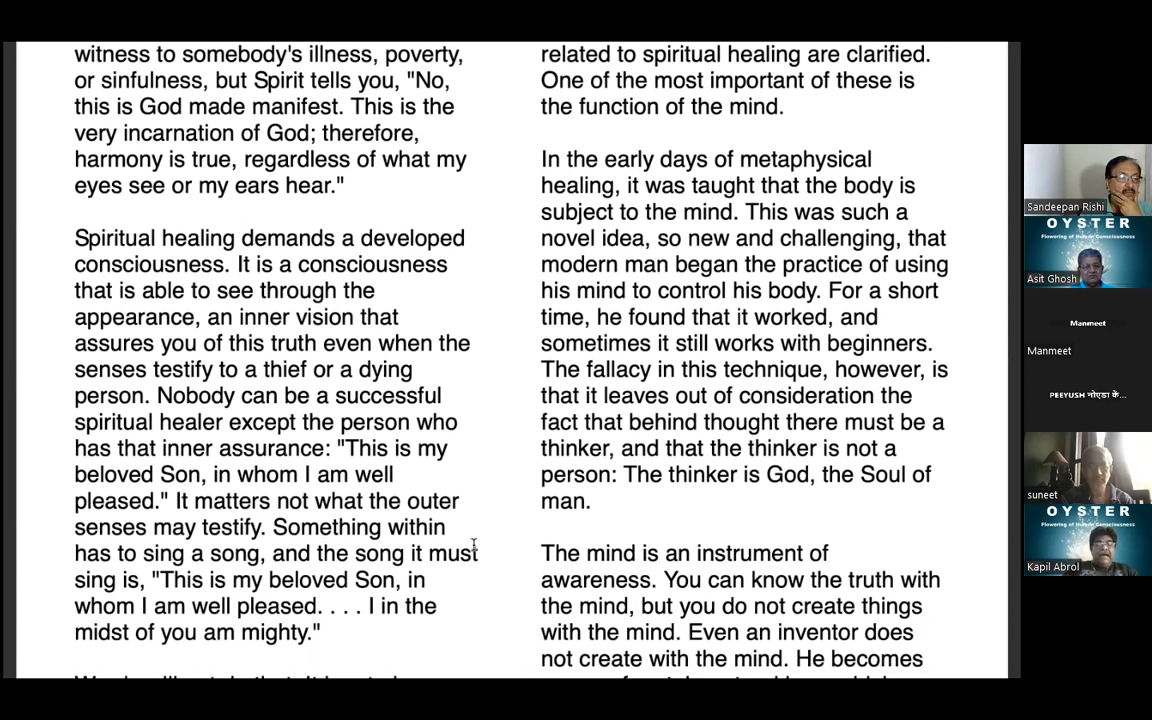 witness to somebody's illness, poverty,
or sinfulness, but Spirit tells you, "No,
this is God made manifest. This is the
very incarnation of God; therefore,
harmony is true, regardless of what my
eyes see or my ears hear."
Spiritual healing demands a developed
consciousness. It is a consciousness
that is able to see through the
appearance, an inner vision that
assures you of this truth even when the
senses testify to a thief or a dying
person. Nobody can be a successful
spiritual healer except the person who
has that inner assurance: "This is my
beloved Son, in whom I am well
pleased." It matters not what the outer
senses may testify. Something within
has to sing a song, and the song it must
sing is, "This is my beloved Son, in
whom I am well pleased. . . . I in the
midst of you am mighty."
related to spiritual healing are clarified.
One of the most important of these is
the function of the mind.
In the early days of metaphysical
healing, it was taught that the body is
subject to the mind. This was such a
novel idea, so new and challenging, that
modern man began the practice of using
his mind to control his body. For a short
time, he found that it worked, and
sometimes it still works with beginners.
The fallacy in this technique, however, is
that it leaves out of consideration the
fact that behind thought there must be a
thinker, and that the thinker is not a
person: The thinker is God, the Soul of
man.
The mind is an instrument of
awareness. You can know the truth with
the mind, but you do not create things
with the mind. Even an inventor does
not create with the mind. He becomes
Sandeepan Rishi
OYSTER
Flowering of Human Consciousness
Asit Ghosh
Manmeet
Manmeet
PEEYUSH नोएडा कें...
suneet
OYSTER
Flowering of Human Consciousness
Kapil Abrol